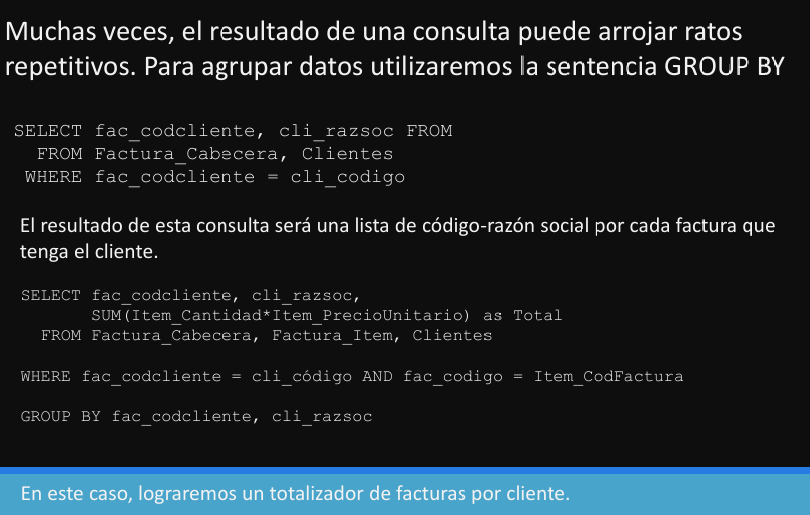 Muchas veces, el resultado de una consulta puede arrojar ratos
repetitivos. Para agrupar datos utilizaremos la sentencia GROUP BY
SELECT fac_codcliente, cli_razsoc FROM
FROM Factura_Cabecera, Clientes
WHERE fac_codcliente = cli_codigo
El resultado de esta consulta será una lista de código-razón social por cada factura que
tenga el cliente.
SELECT fac_codcliente, cli_razsoc,
SUM(Item_Cantidad*Item_PrecioUnitario) as Total
FROM Factura_Cabecera, Factura_Item, Clientes
WHERE fac_codcliente = cli_código AND fac_codigo = Item_CodFactura
GROUP BY fac_codcliente, cli_razsoc
En este caso, lograremos un totalizador de facturas por cliente.